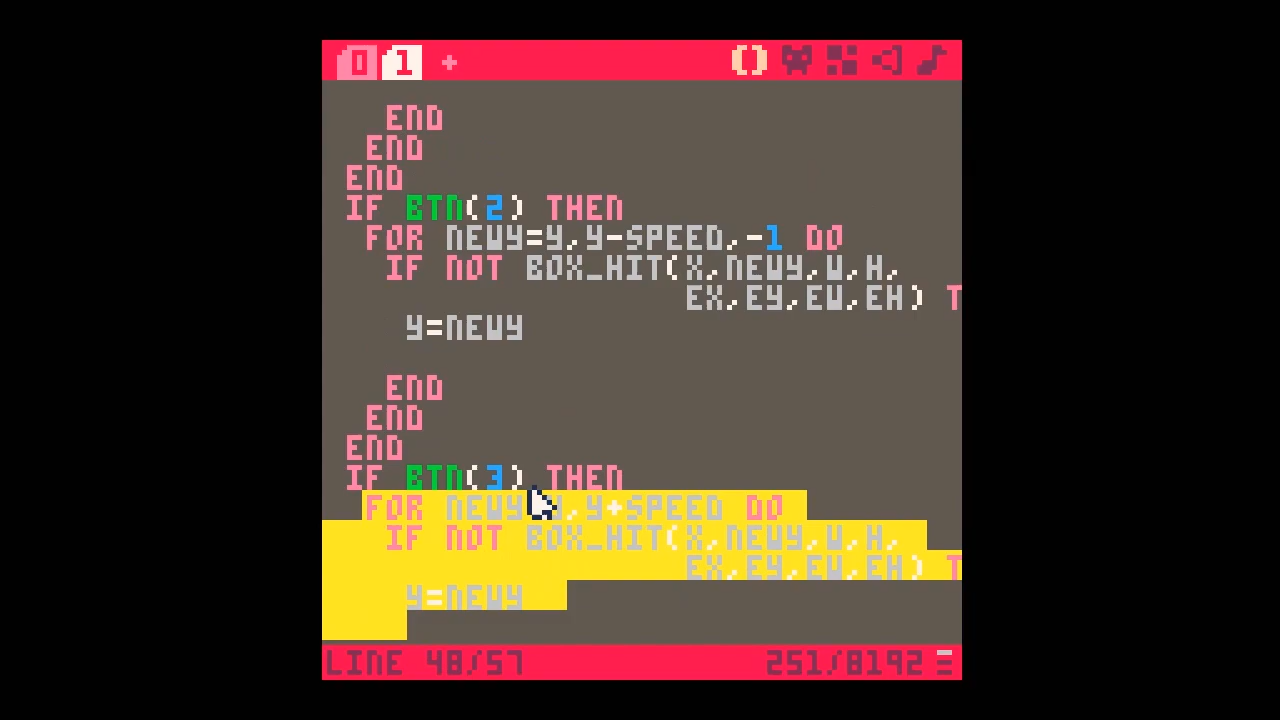 0 1 +
END
END
END
IF BTN(2) THEN
FOR NEWY=Y,Y-SPEED,-1 DO
IF NOT BOX_HIT(X,NEWY,W,H,
EX,EY,EW,EH) T
Y=NEWY
END
END
END
IF BTN(3) THEN
FOR NEWY Y,Y+SPEED DO
IF NOT BOX_HIT(X,NEWY,W,H,
EX,EY,EW,EH) T
Y=NEWY
LINE 48/57 251/8192